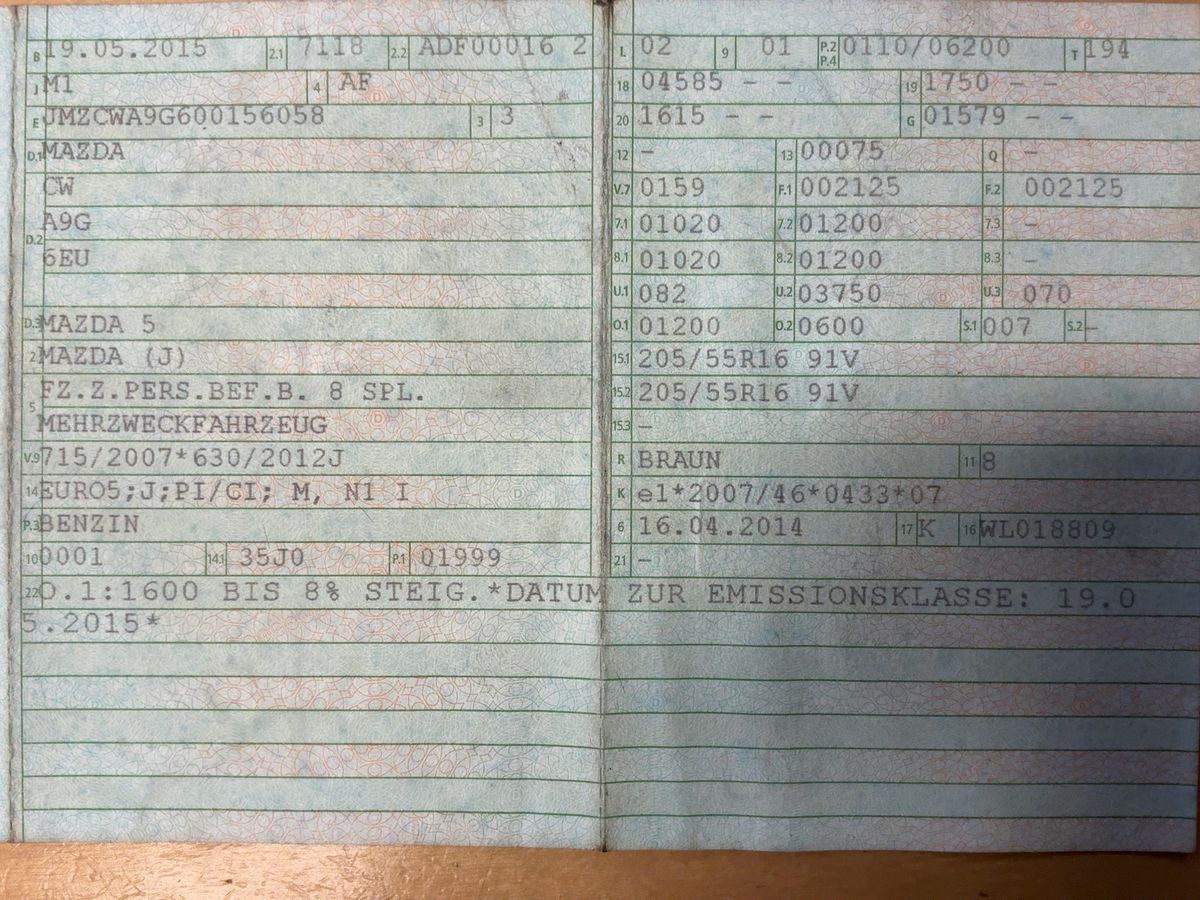 B 19.05.2015 2.1 7118 2.2 ADF00016 2
J M1 4 AF
E JMZCWA9G600156058 3 3
D.1 MAZDA
CW
D.2 A9G
6EU
D.3 MAZDA 5
2 MAZDA (J)
5 FZ.Z.PERS.BEF.B. 8 SPL.
MEHRZWECKFAHRZEUG
V.9 715/2007*630/2012J
14 EURO5;J;PI/CI; M, N1 I
P.3 BENZIN
10 0001 14.1 35J0 P.1 01999
L 02 9 01 P.2 P.4 0110/06200 T 194
18 04585 - - 19 1750 - -
20 1615 - - G 01579 - -
12 - 13 00075 Q -
V.7 0159 F.1 002125 F.2 002125
7.1 01020 7.2 01200 7.3 -
8.1 01020 8.2 01200 8.3 -
U.1 082 U.2 03750 U.3 070
O.1 01200 O.2 0600 S.1 007 S.2 -
15.1 205/55R16 91V
15.2 205/55R16 91V
15.3 -
R BRAUN 11 8
K e1*2007/46*0433*07
6 16.04.2014 17 K 16 WL018809
21 -
22 O.1:1600 BIS 8% STEIG.*DATUM ZUR EMISSIONSKLASSE: 19.0
5.2015*